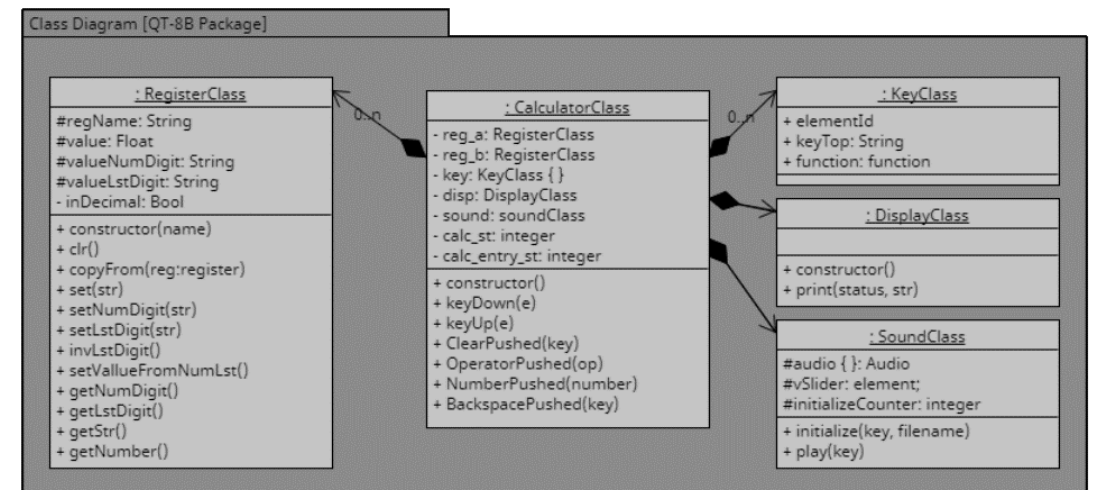 Class Diagram [QT-8B Package]
: RegisterClass
#regName: String
#value: Float
#valueNumDigit: String
#valueLstDigit: String
- inDecimal: Bool
+ constructor(name)
+ clr()
+ copyFrom(reg:register)
+ set(str)
+ setNumDigit(str)
+ setLstDigit(str)
+ invLstDigit()
+ setVallueFromNumLst()
+ getNumDigit()
+ getLstDigit()
+ getStr()
+ getNumber()
0..n
: CalculatorClass
- reg_a: RegisterClass
- reg_b: RegisterClass
- key: KeyClass { }
- disp: DisplayClass
- sound: soundClass
- calc_st: integer
- calc_entry_st: integer
+ constructor()
+ keyDown(e)
+ keyUp(e)
+ ClearPushed(key)
+ OperatorPushed(op)
+ NumberPushed(number)
+ BackspacePushed(key)
0..n
: KeyClass
+ elementId
+ keyTop: String
+ function: function
: DisplayClass
+ constructor()
+ print(status, str)
: SoundClass
#audio { }: Audio
#vSlider: element;
#initializeCounter: integer
+ initialize(key, filename)
+ play(key)